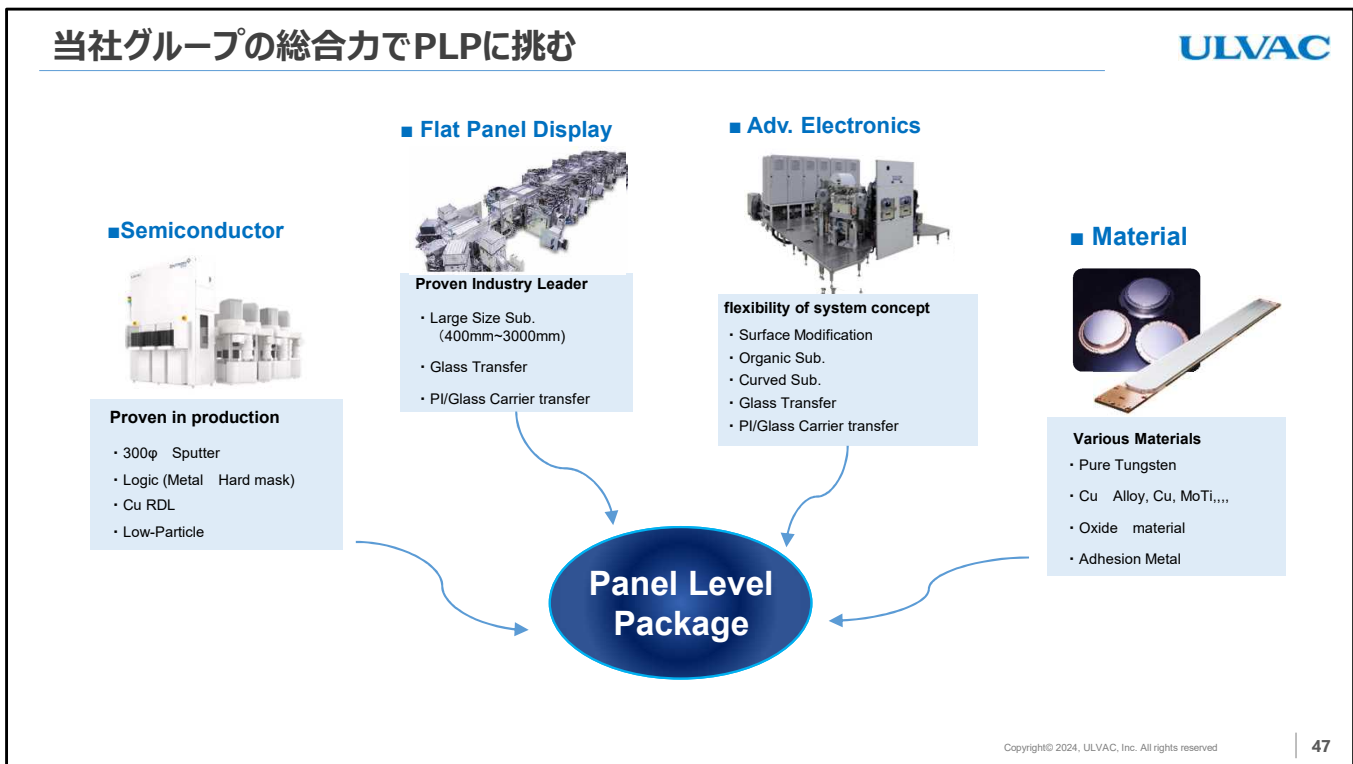 当社グループの総合力でPLPに挑む
ULVAC
■ Flat Panel Display
■ Adv. Electronics
■Semiconductor
■ Material
Proven Industry Leader
・Large Size Sub.
（400mm~3000mm)
・Glass Transfer
・PI/Glass Carrier transfer
flexibility of system concept
・Surface Modification
・Organic Sub.
・Curved Sub.
・Glass Transfer
・PI/Glass Carrier transfer
Proven in production
・300φ　Sputter
・Logic (Metal　Hard mask)
・Cu RDL
・Low-Particle
Various Materials
・Pure Tungsten
・Cu　Alloy, Cu, MoTi,,,,
・Oxide　material
・Adhesion Metal
Panel Level
Package
Copyright© 2024, ULVAC, Inc. All rights reserved
47